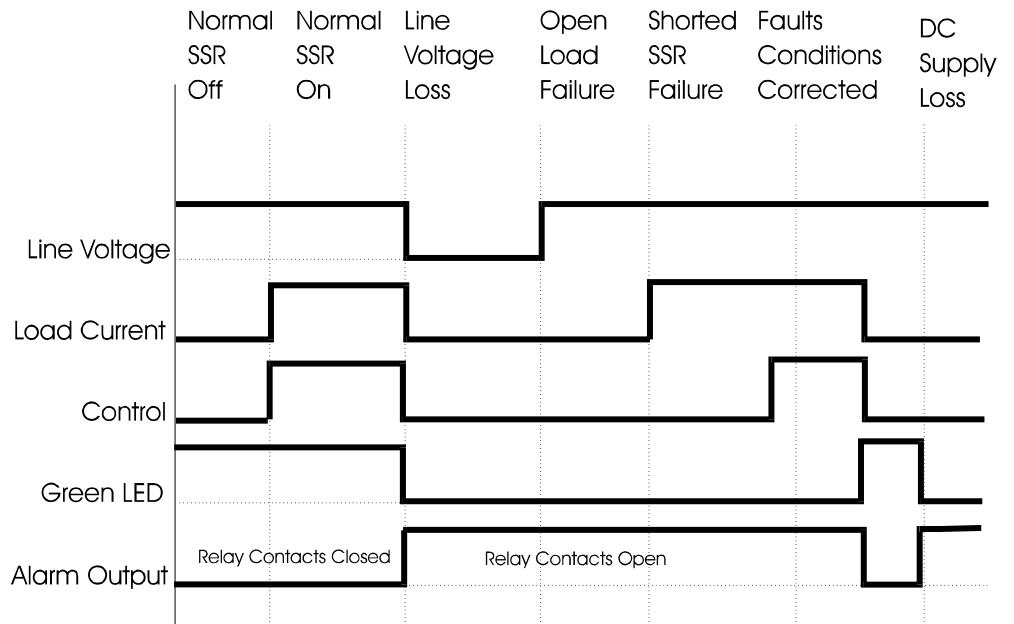 Normal
SSR
Off
Normal
SSR
On
Line
Voltage
Loss
Open
Load
Failure
Shorted
SSR
Failure
Faults
Conditions
Corrected
DC
Supply
Loss
Line Voltage
Load Current
Control
Green LED
Alarm Output
Relay Contacts Closed
Relay Contacts Open